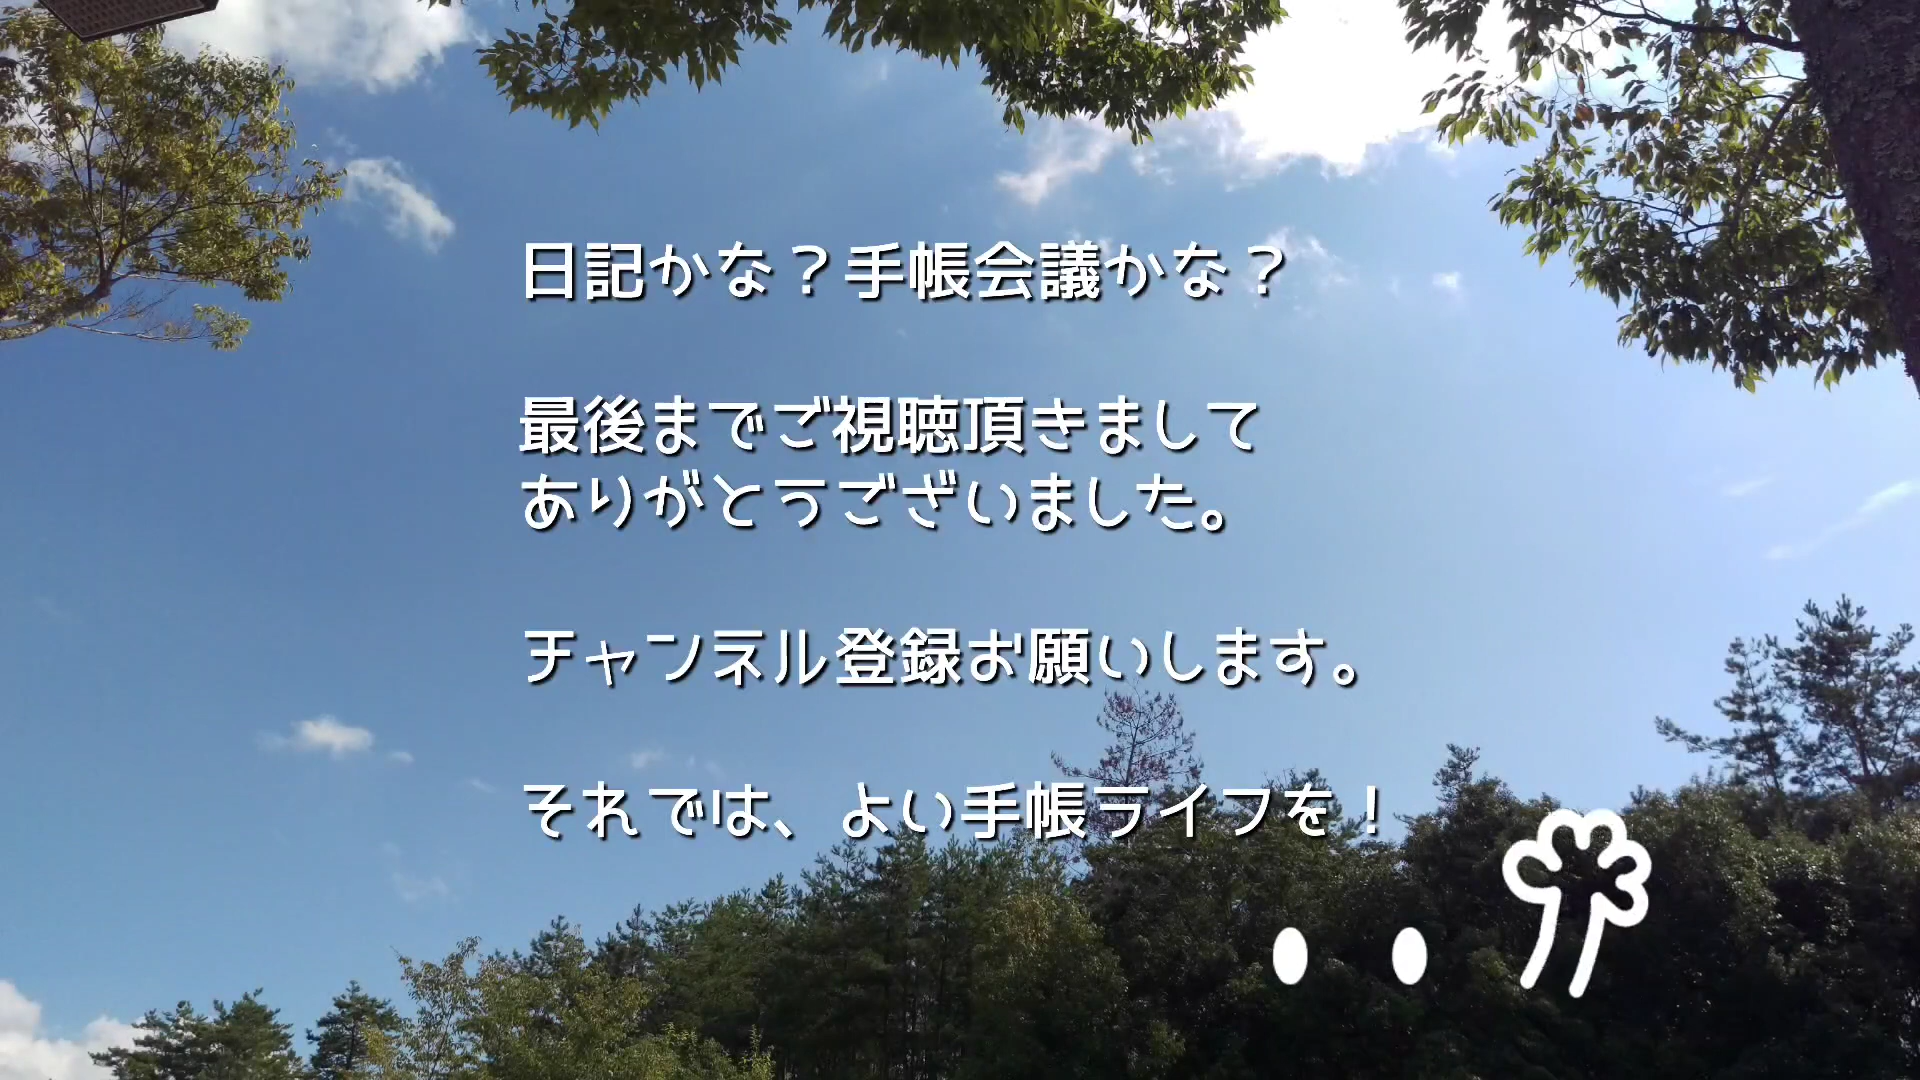 日記かな？手帳会議かな？
最後までご視聴頂きまして
ありがとうございました。
チャンネル登録お願いします。
それでは、よい手帳ライフを！